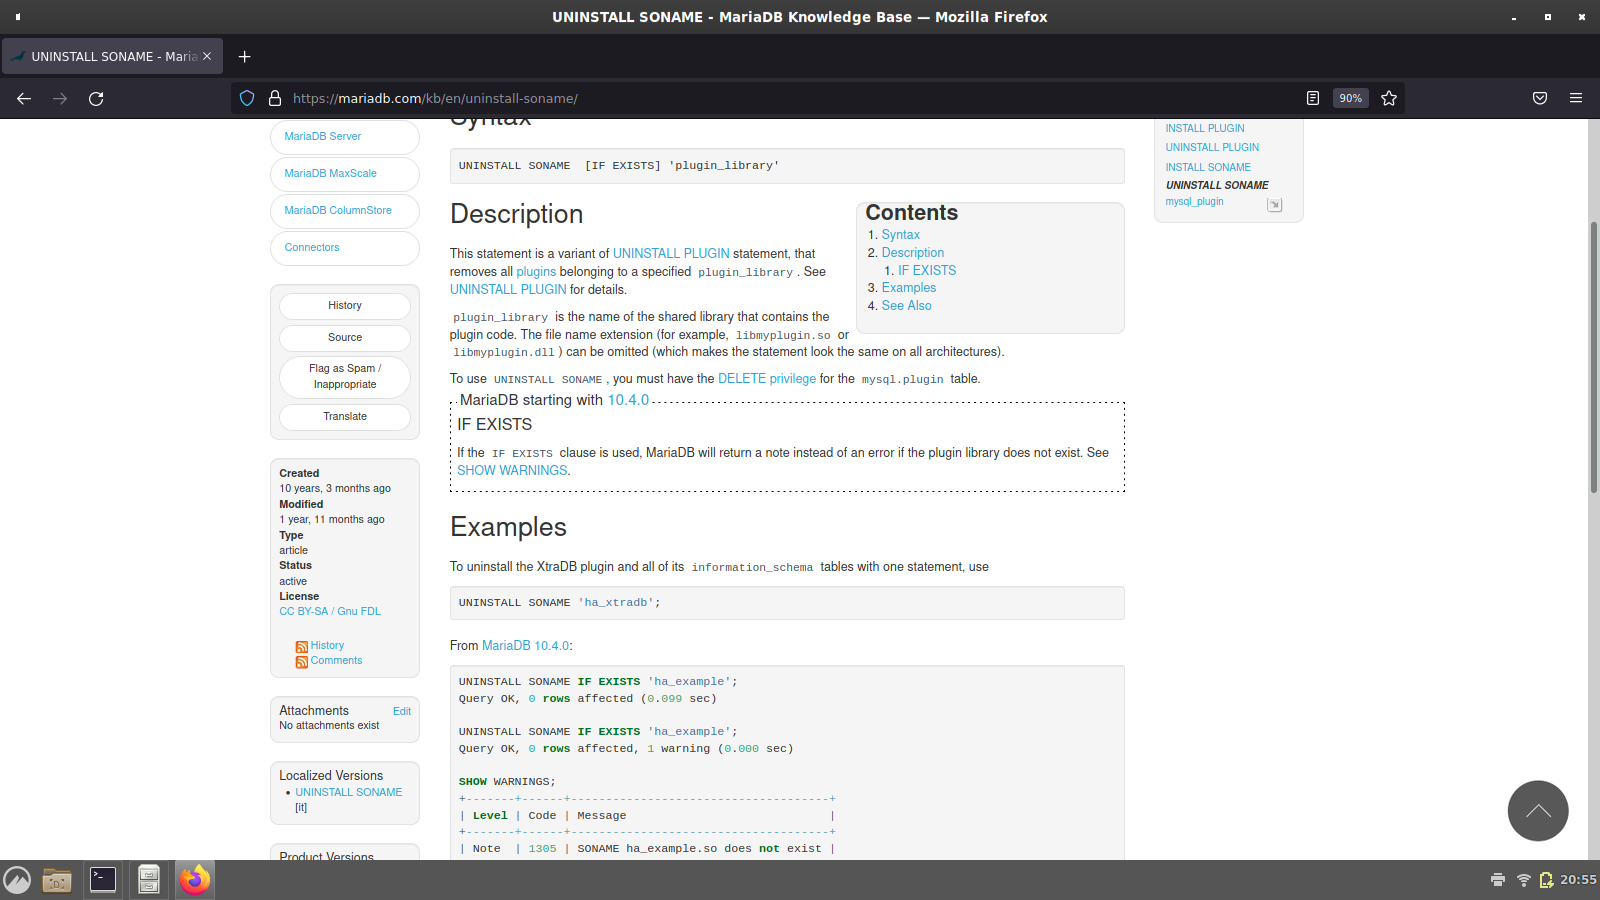 UNINSTALL SONAME - MariaDB Knowledge Base — Mozilla Firefox
UNINSTALL SONAME - Maria
https://mariadb.com/kb/en/uninstall-soname/
90%
MariaDB Server
MariaDB MaxScale
MariaDB ColumnStore
Connectors
History
Source
Flag as Spam /
Inappropriate
Translate
Created
10 years, 3 months ago
Modified
1 year, 11 months ago
Type
article
Status
active
License
CC BY-SA / Gnu FDL
History
Comments
Attachments Edit
No attachments exist
Localized Versions
• UNINSTALL SONAME
[it]
Product Versions
Syntax
UNINSTALL SONAME  [IF EXISTS] 'plugin_library'
Description
This statement is a variant of UNINSTALL PLUGIN statement, that
removes all plugins belonging to a specified plugin_library. See
UNINSTALL PLUGIN for details.
plugin_library is the name of the shared library that contains the
plugin code. The file name extension (for example, libmyplugin.so or
libmyplugin.dll) can be omitted (which makes the statement look the same on all architectures).
To use UNINSTALL SONAME, you must have the DELETE privilege for the mysql.plugin table.
MariaDB starting with 10.4.0
IF EXISTS
If the IF EXISTS clause is used, MariaDB will return a note instead of an error if the plugin library does not exist. See
SHOW WARNINGS.
Examples
To uninstall the XtraDB plugin and all of its information_schema tables with one statement, use
UNINSTALL SONAME 'ha_xtradb';
From MariaDB 10.4.0:
UNINSTALL SONAME IF EXISTS 'ha_example';
Query OK, 0 rows affected (0.099 sec)
UNINSTALL SONAME IF EXISTS 'ha_example';
Query OK, 0 rows affected, 1 warning (0.000 sec)
SHOW WARNINGS;
+-------+------+-------------------------------------+
| Level | Code | Message                             |
+-------+------+-------------------------------------+
| Note  | 1305 | SONAME ha_example.so does not exist |
Contents
1. Syntax
2. Description
1. IF EXISTS
3. Examples
4. See Also
INSTALL PLUGIN
UNINSTALL PLUGIN
INSTALL SONAME
UNINSTALL SONAME
mysql_plugin
20:55